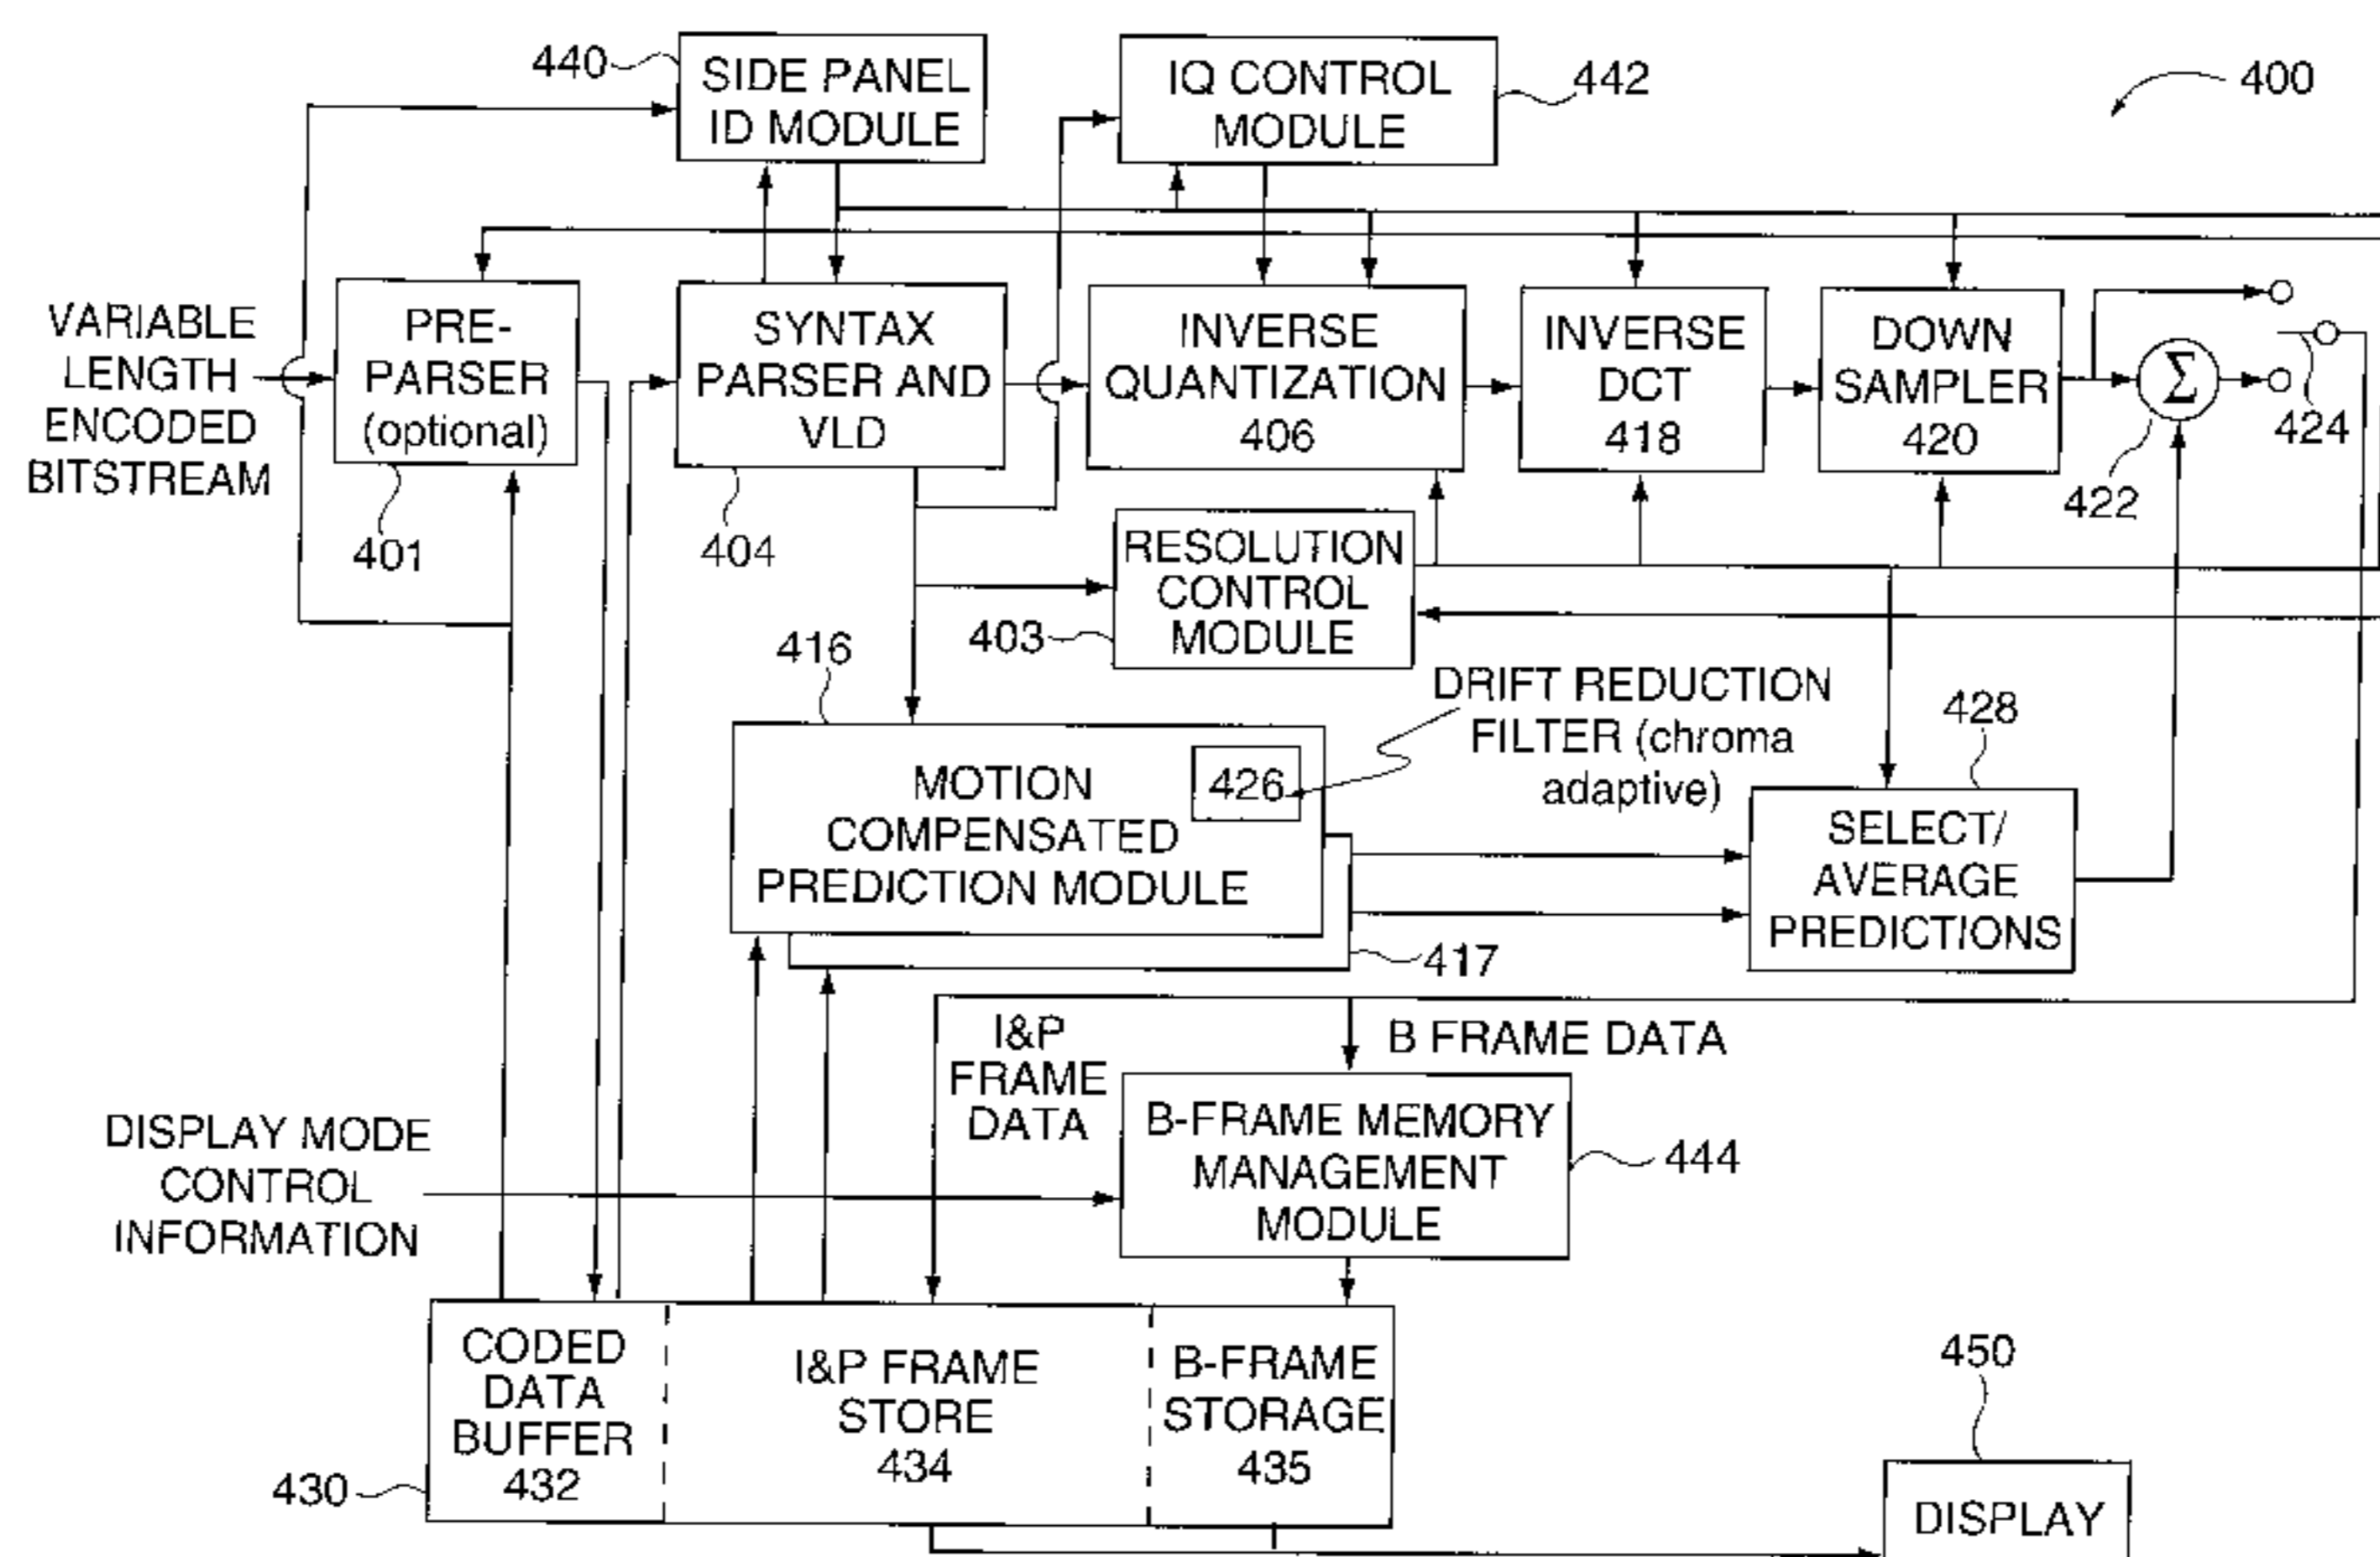 440
SIDE PANEL
ID MODULE
IQ CONTROL
MODULE
442
400
VARIABLE
LENGTH
ENCODED
BITSTREAM
PRE-
PARSER
(optional)
401
SYNTAX
PARSER AND
VLD
404
INVERSE
QUANTIZATION
406
INVERSE
DCT
418
DOWN
SAMPLER
420
Σ
422
424
RESOLUTION
CONTROL
MODULE
403
416
MOTION
COMPENSATED
PREDICTION MODULE
426
DRIFT REDUCTION
FILTER (chroma
adaptive)
417
428
SELECT/
AVERAGE
PREDICTIONS
I&P
FRAME
DATA
B FRAME DATA
DISPLAY MODE
CONTROL
INFORMATION
B-FRAME MEMORY
MANAGEMENT
MODULE
444
430
CODED
DATA
BUFFER
432
I&P FRAME
STORE
434
B-FRAME
STORAGE
435
450
DISPLAY